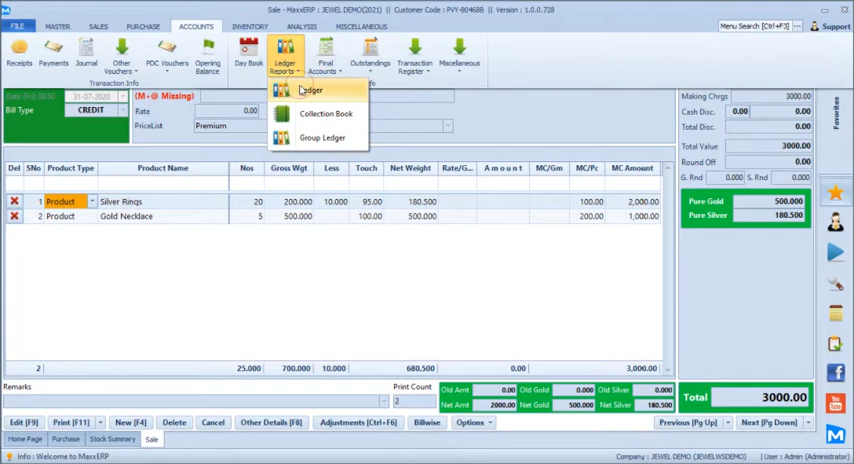 Sale - MaxxERP : JEWEL DEMO(2021) || Customer Code : PVY-80468B || Version : 1.0.0.728
FILE MASTER SALES PURCHASE ACCOUNTS INVENTORY ANALYSIS MISCELLANEOUS Menu Search [Ctrl+F3] Support
Receipts Payments Journal Other Vouchers PDC Vouchers Opening Balance Day Book Ledger Reports Final Accounts Outstandings Transaction Register Miscellaneous
Transaction Info
31-07-2020 (M+@ Missing)
Bill Type CREDIT Rate 0.00
PriceList Premium
Ledger
Collection Book
Group Ledger
Making Chrgs 3000.00
Cash Disc. 0.00 0.00
Total Disc. 0.00
Total Value 3000.00
Round Off 0.00
G. Rnd 0.000 S. Rnd 0.000
Pure Gold 500.000
Pure Silver 180.500
Favorites
Del SNo Product Type Product Name Nos Gross Wgt Less Touch Net Weight Rate/G... A m o u n t MC/Gm MC/Pc MC Amount
1 Product Silver Rings 20 200.000 10.000 95.00 180.500 100.00 2,000.00
2 Product Gold Necklace 5 500.000 100.00 500.000 200.00 1,000.00
2 25.000 700.000 10.000 680.500 0.00 3,000.00
Remarks Print Count
2
Old Amt 0.00 Old Gold 0.000 Old Silver 0.000
Net Amt 2000.00 Net Gold 500.000 Net Silver 180.500
Total 3000.00
Edit [F9] Print [F11] New [F4] Delete Cancel Other Details [F8] Adjustments [Ctrl+F6] Billwise Options Previous [Pg Up] Next [Pg Down]
Home Page Purchase Stock Summary Sale
Info: Welcome to MaxxERP Company : JEWEL DEMO (JEWELWSDEMO) User : Admin (Administrator)